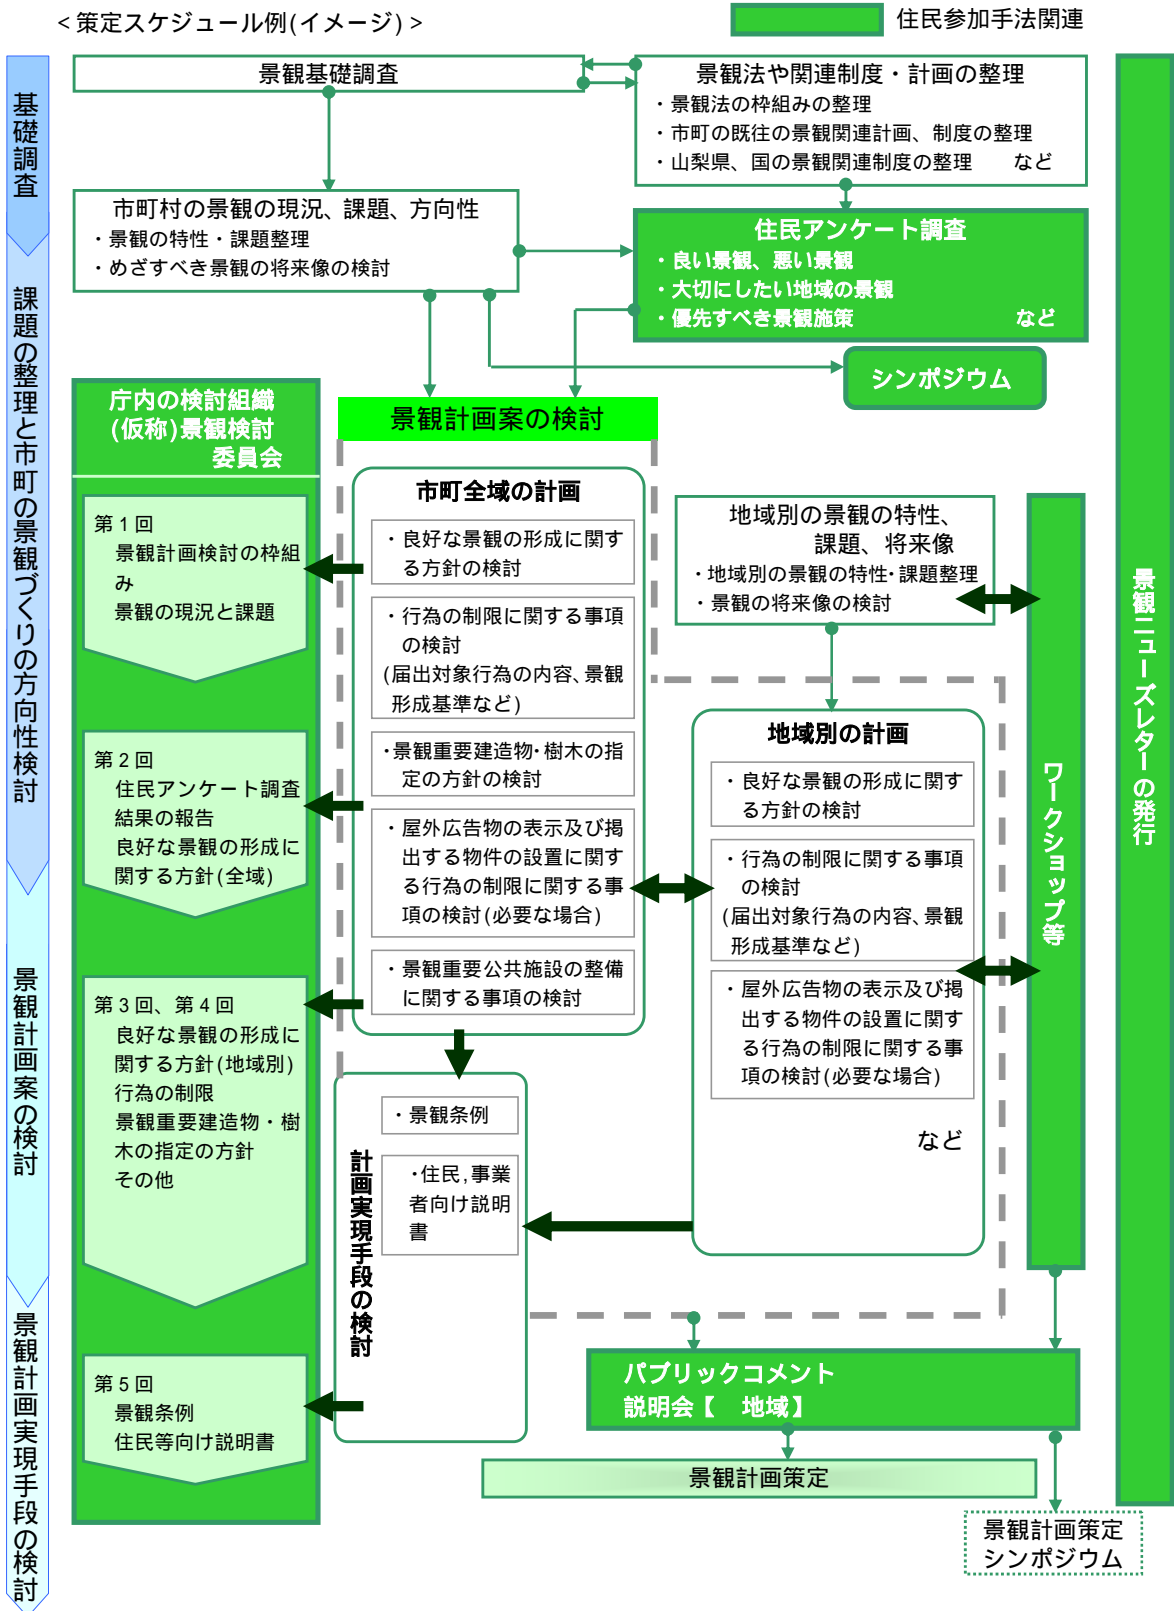 ＜策定スケジュール例(イメージ)＞
住民参加手法関連
基礎調査
課題の整理と市町の景観づくりの方向性検討
景観計画案の検討
景観計画実現手段の検討
景観基礎調査
景観法や関連制度・計画の整理
・景観法の枠組みの整理
・市町の既往の景観関連計画、制度の整理
・山梨県、国の景観関連制度の整理　　など
市町村の景観の現況、課題、方向性
・景観の特性・課題整理
・めざすべき景観の将来像の検討
住民アンケート調査
・良い景観、悪い景観
・大切にしたい地域の景観
・優先すべき景観施策　　など
シンポジウム
庁内の検討組織
(仮称)景観検討
委員会
第1回
景観計画検討の枠組
み
景観の現況と課題
第2回
住民アンケート調査
結果の報告
良好な景観の形成に
関する方針(全域)
第3回、第4回
良好な景観の形成に
関する方針(地域別)
行為の制限
景観重要建造物・樹
木の指定の方針
その他
第5回
景観条例
住民等向け説明書
景観計画案の検討
市町全域の計画
・良好な景観の形成に関す
る方針の検討
・行為の制限に関する事項
の検討
(届出対象行為の内容、景観
形成基準など)
・景観重要建造物・樹木の指
定の方針の検討
・屋外広告物の表示及び掲
出する物件の設置に関す
る行為の制限に関する事
項の検討(必要な場合)
・景観重要公共施設の整備
に関する事項の検討
計画実現手段の検討
・景観条例
・住民,事業
者向け説明
書
地域別の景観の特性、
課題、将来像
・地域別の景観の特性・課題整理
・景観の将来像の検討
地域別の計画
・良好な景観の形成に関す
る方針の検討
・行為の制限に関する事項
の検討
(届出対象行為の内容、景観
形成基準など)
・屋外広告物の表示及び掲
出する物件の設置に関す
る行為の制限に関する事
項の検討(必要な場合)
など
ワークショップ等
景観ニューズレターの発行
パブリックコメント
説明会【　地域】
景観計画策定
景観計画策定
シンポジウム